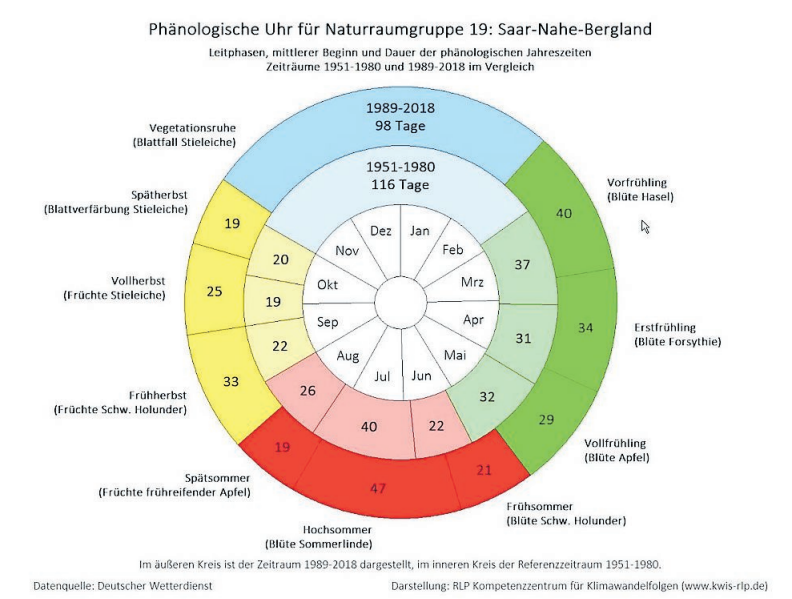 Phänologische Uhr für Naturraumgruppe 19: Saar-Nahe-Bergland
Leitphasen, mittlerer Beginn und Dauer der phänologischen Jahreszeiten
Zeiträume 1951-1980 und 1989-2018 im Vergleich
1989-2018
98 Tage
1951-1980
116 Tage
Vegetationsruhe
(Blattfall Stieleiche)
Vorfrühling
(Blüte Hasel)
40
37
Erstfrühling
(Blüte Forsythie)
34
31
Vollfrühling
(Blüte Apfel)
29
32
Frühsommer
(Blüte Schw. Holunder)
21
22
Hochsommer
(Blüte Sommerlinde)
47
40
Spätsommer
(Früchte frühreifender Apfel)
19
26
Frühherbst
(Früchte Schw. Holunder)
33
22
Vollherbst
(Früchte Stieleiche)
25
19
Spätherbst
(Blattverfärbung Stieleiche)
19
20
Jan
Feb
Mrz
Apr
Mai
Jun
Jul
Aug
Sep
Okt
Nov
Dez
Im äußeren Kreis ist der Zeitraum 1989-2018 dargestellt, im inneren Kreis der Referenzzeitraum 1951-1980.
Datenquelle: Deutscher Wetterdienst
Darstellung: RLP Kompetenzzentrum für Klimawandelfolgen (www.kwis-rlp.de)